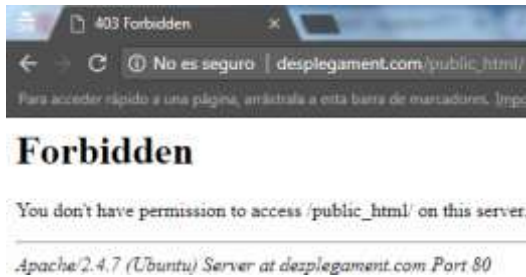 403 Forbidden
No es seguro | desplegament.com/public_html/
Para acceder rápido a una página, arrástrala a esta barra de marcadores.
Forbidden
You don't have permission to access /public_html/ on this server.
Apache/2.4.7 (Ubuntu) Server at dezplegament.com Port 80